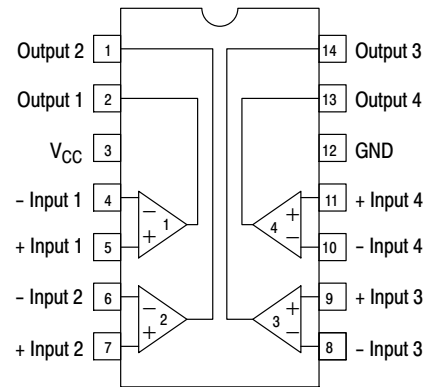 Output 2 1 14 Output 3
Output 1 2 13 Output 4
VCC 3 12 GND
– Input 1 4 – 11 + Input 4
1 + 4
+ Input 1 5 + – 10 – Input 4
– Input 2 6 – 9 + Input 3
2 + 3
+ Input 2 7 + – 8 – Input 3